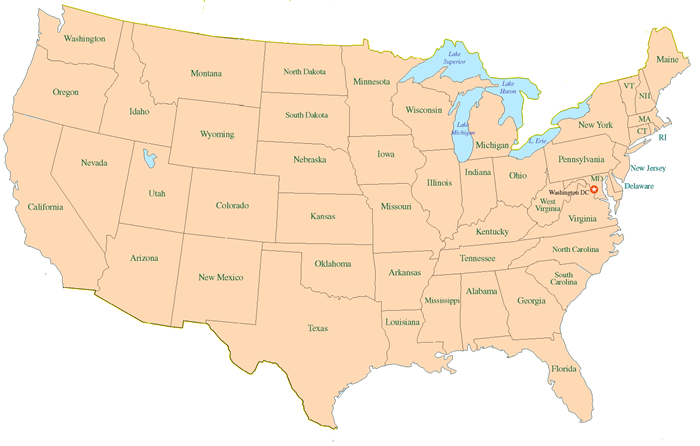 Washington
Montana
North Dakota
Minnesota
Lake
Superior
Maine
Oregon
Idaho
South Dakota
Wisconsin
Lake
Huron
VT
NH
Wyoming
Lake
Michigan
Michigan
New York
MA
CT
RI
L. Erie
Nevada
Utah
Nebraska
Iowa
Illinois
Indiana
Ohio
Pennsylvania
New Jersey
MD
Delaware
Washington DC
California
Colorado
Kansas
Missouri
West
Virginia
Virginia
Kentucky
Arizona
New Mexico
Oklahoma
Arkansas
Tennessee
North Carolina
South
Carolina
Texas
Louisiana
Mississippi
Alabama
Georgia
Florida